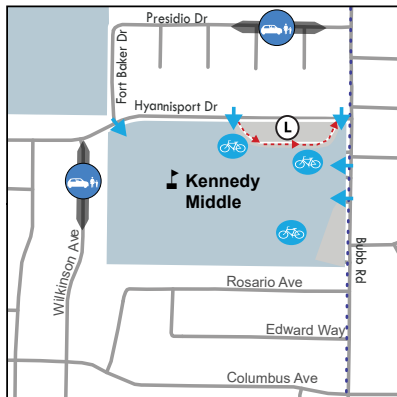 Presidio Dr
Fort Baker Dr
Hyannisport Dr
L
Kennedy
Middle
Wilkinson Ave
Bubb Rd
Rosario Ave
Edward Way
Columbus Ave